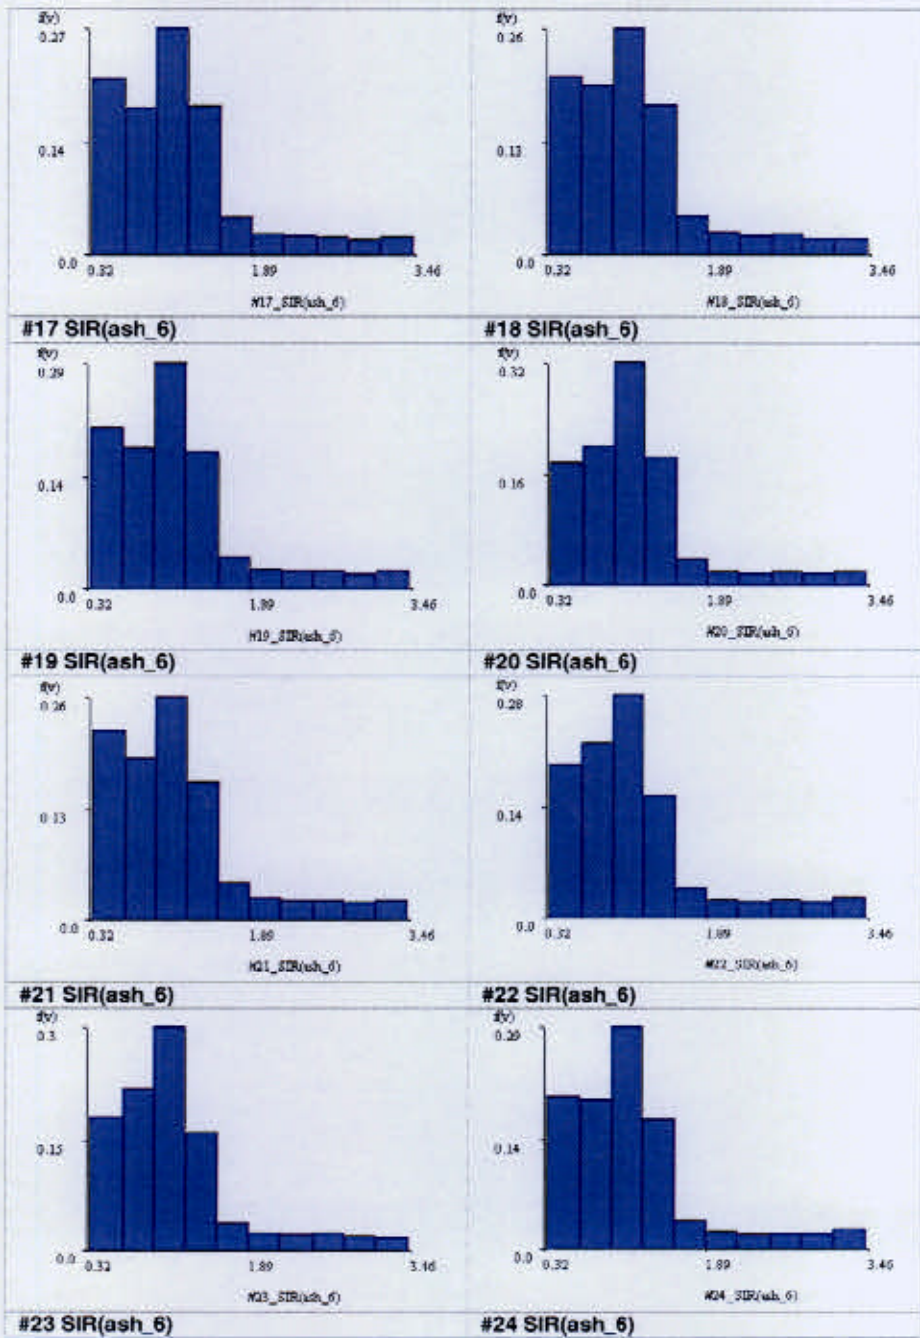 f(v)
0.27
0.14
0.0
0.32 1.89 3.46
#17_SIR(ash_6)
#17 SIR(ash_6)
f(v)
0.26
0.13
0.0
0.32 1.89 3.46
#18_SIR(ash_6)
#18 SIR(ash_6)
f(v)
0.29
0.14
0.0
0.32 1.89 3.46
#19_SIR(ash_6)
#19 SIR(ash_6)
f(v)
0.32
0.16
0.0
0.32 1.89 3.46
#20_SIR(ash_6)
#20 SIR(ash_6)
f(v)
0.26
0.13
0.0
0.32 1.89 3.46
#21_SIR(ash_6)
#21 SIR(ash_6)
f(v)
0.28
0.14
0.0
0.32 1.89 3.46
#22_SIR(ash_6)
#22 SIR(ash_6)
f(v)
0.3
0.15
0.0
0.32 1.89 3.46
#23_SIR(ash_6)
#23 SIR(ash_6)
f(v)
0.29
0.14
0.0
0.32 1.89 3.46
#24_SIR(ash_6)
#24 SIR(ash_6)